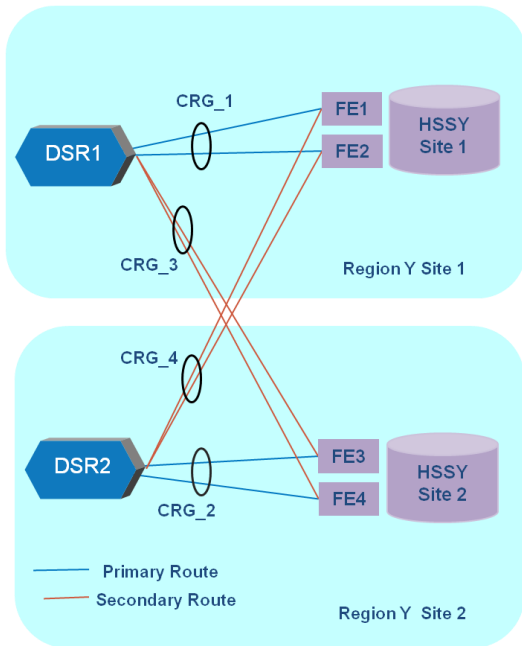 CRG_1
FE1
DSR1
FE2
HSSY
Site 1
CRG_3
Region Y Site 1
CRG_4
DSR2
FE3
HSSY
Site 2
FE4
CRG_2
Primary Route
Secondary Route
Region Y Site 2